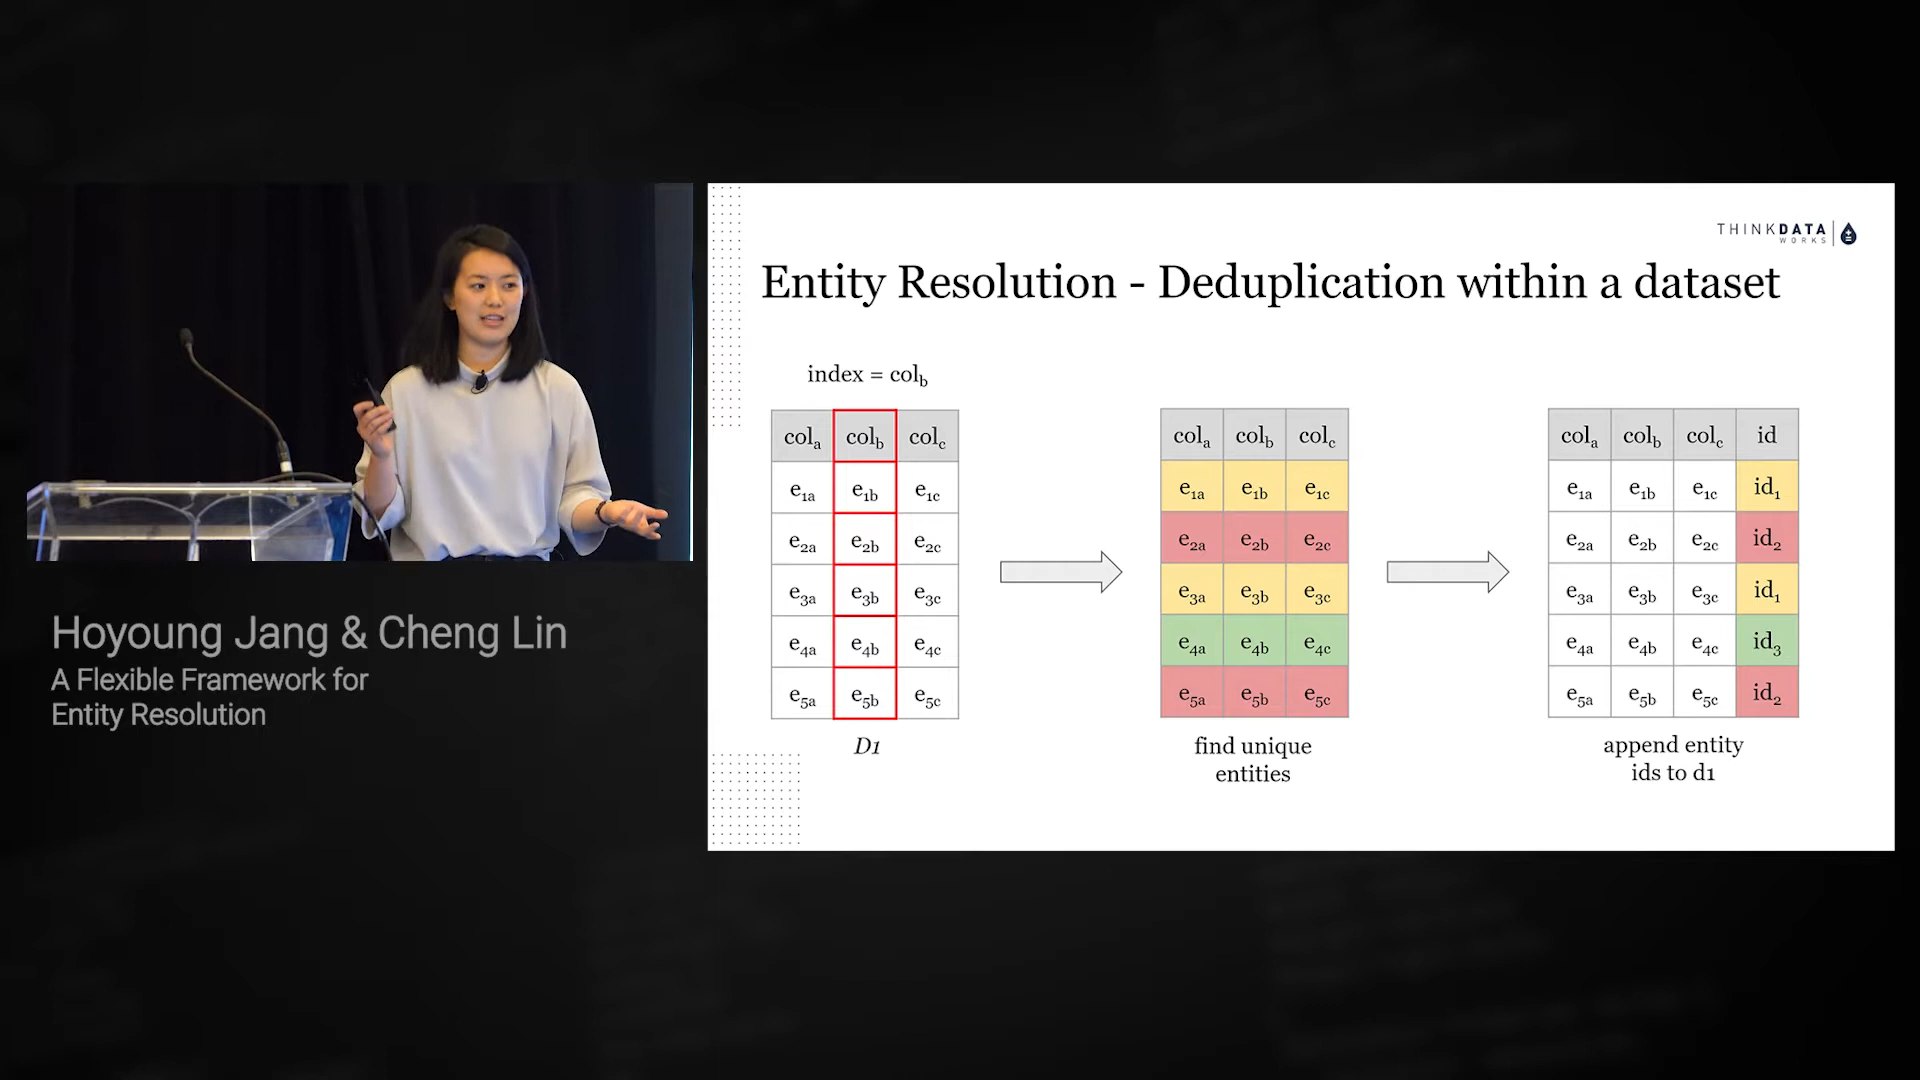 Hoyoung Jang & Cheng Lin
A Flexible Framework for
Entity Resolution
THINKDATA
WORKS
Entity Resolution - Deduplication within a dataset
index = col_b
col_a col_b col_c
e_1a e_1b e_1c
e_2a e_2b e_2c
e_3a e_3b e_3c
e_4a e_4b e_4c
e_5a e_5b e_5c
D1
col_a col_b col_c
e_1a e_1b e_1c
e_2a e_2b e_2c
e_3a e_3b e_3c
e_4a e_4b e_4c
e_5a e_5b e_5c
find unique
entities
col_a col_b col_c id
e_1a e_1b e_1c id_1
e_2a e_2b e_2c id_2
e_3a e_3b e_3c id_1
e_4a e_4b e_4c id_3
e_5a e_5b e_5c id_2
append entity
ids to d1